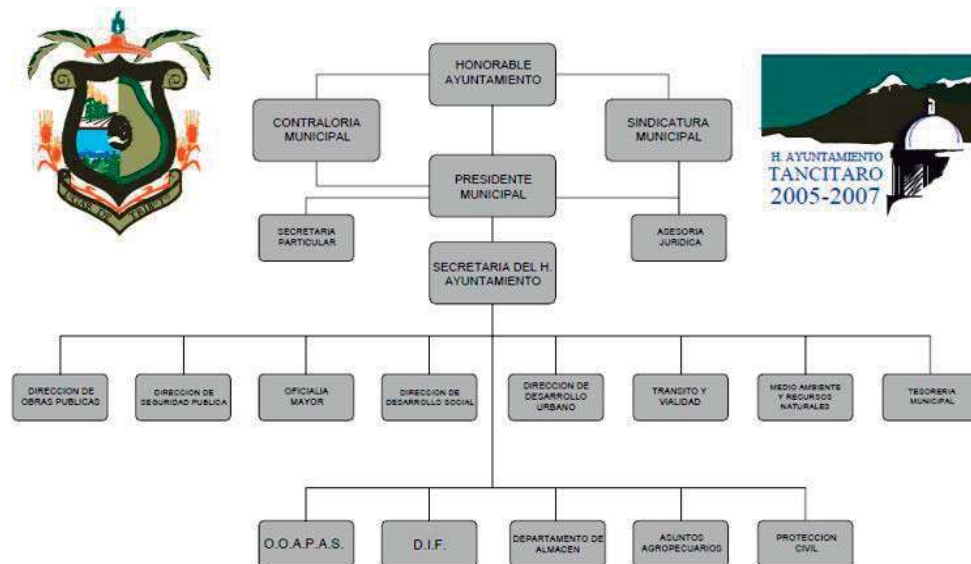 HONORABLE
AYUNTAMIENTO
CONTRALORIA
MUNICIPAL
SINDICATURA
MUNICIPAL
H. AYUNTAMIENTO
TANCITARO
2005-2007
PRESIDENTE
MUNICIPAL
LUGAR DE
SECRETARIA
PARTICULAR
ASESORIA
JURIDICA
SECRETARIA DEL H.
AYUNTAMIENTO
DIRECCION DE
OBRAS PUBLICAS
DIRECCION DE
SEGURIDAD PUBLICA
OFICIALIA
MAYOR
DIRECCION DE
DESARROLLO SOCIAL
DIRECCION DE
DESARROLLO
URBANO
TRANSITO Y
VIALIDAD
MEDIO AMBIENTE
Y RECURSOS
NATURALES
TESORERIA
MUNICIPAL
O.O.A.P.A.S.
D.I.F.
DEPARTAMENTO DE
ALMACEN
ASUNTOS
AGROPECUARIOS
PROTECCION
CIVIL